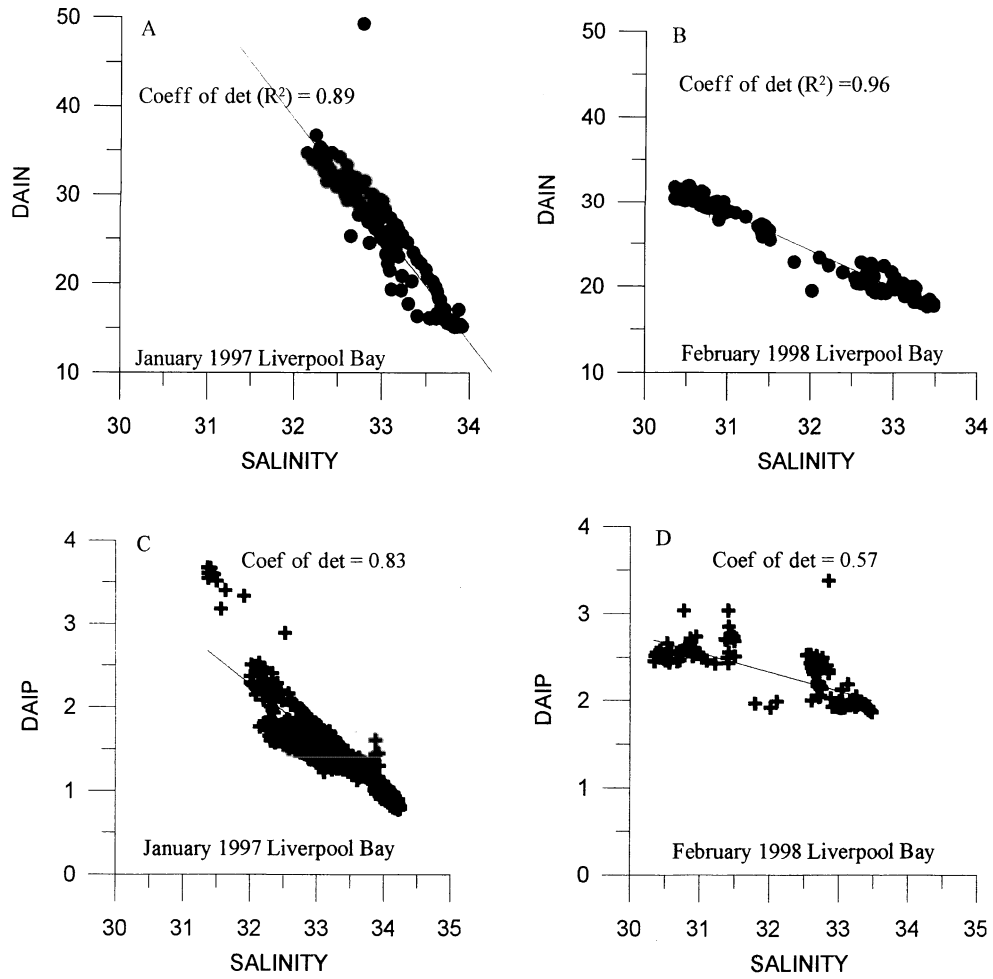 A
Coeff of det (R²) = 0.89
50
40
30
20
10
DAIN
January 1997 Liverpool Bay
30 31 32 33 34
SALINITY
B
Coeff of det (R²) =0.96
50
40
30
20
10
DAIN
February 1998 Liverpool Bay
30 31 32 33 34
SALINITY
C
Coef of det = 0.83
4
3
2
1
0
DAIP
January 1997 Liverpool Bay
30 31 32 33 34 35
SALINITY
D
Coef of det = 0.57
4
3
2
1
0
DAIP
February 1998 Liverpool Bay
30 31 32 33 34 35
SALINITY